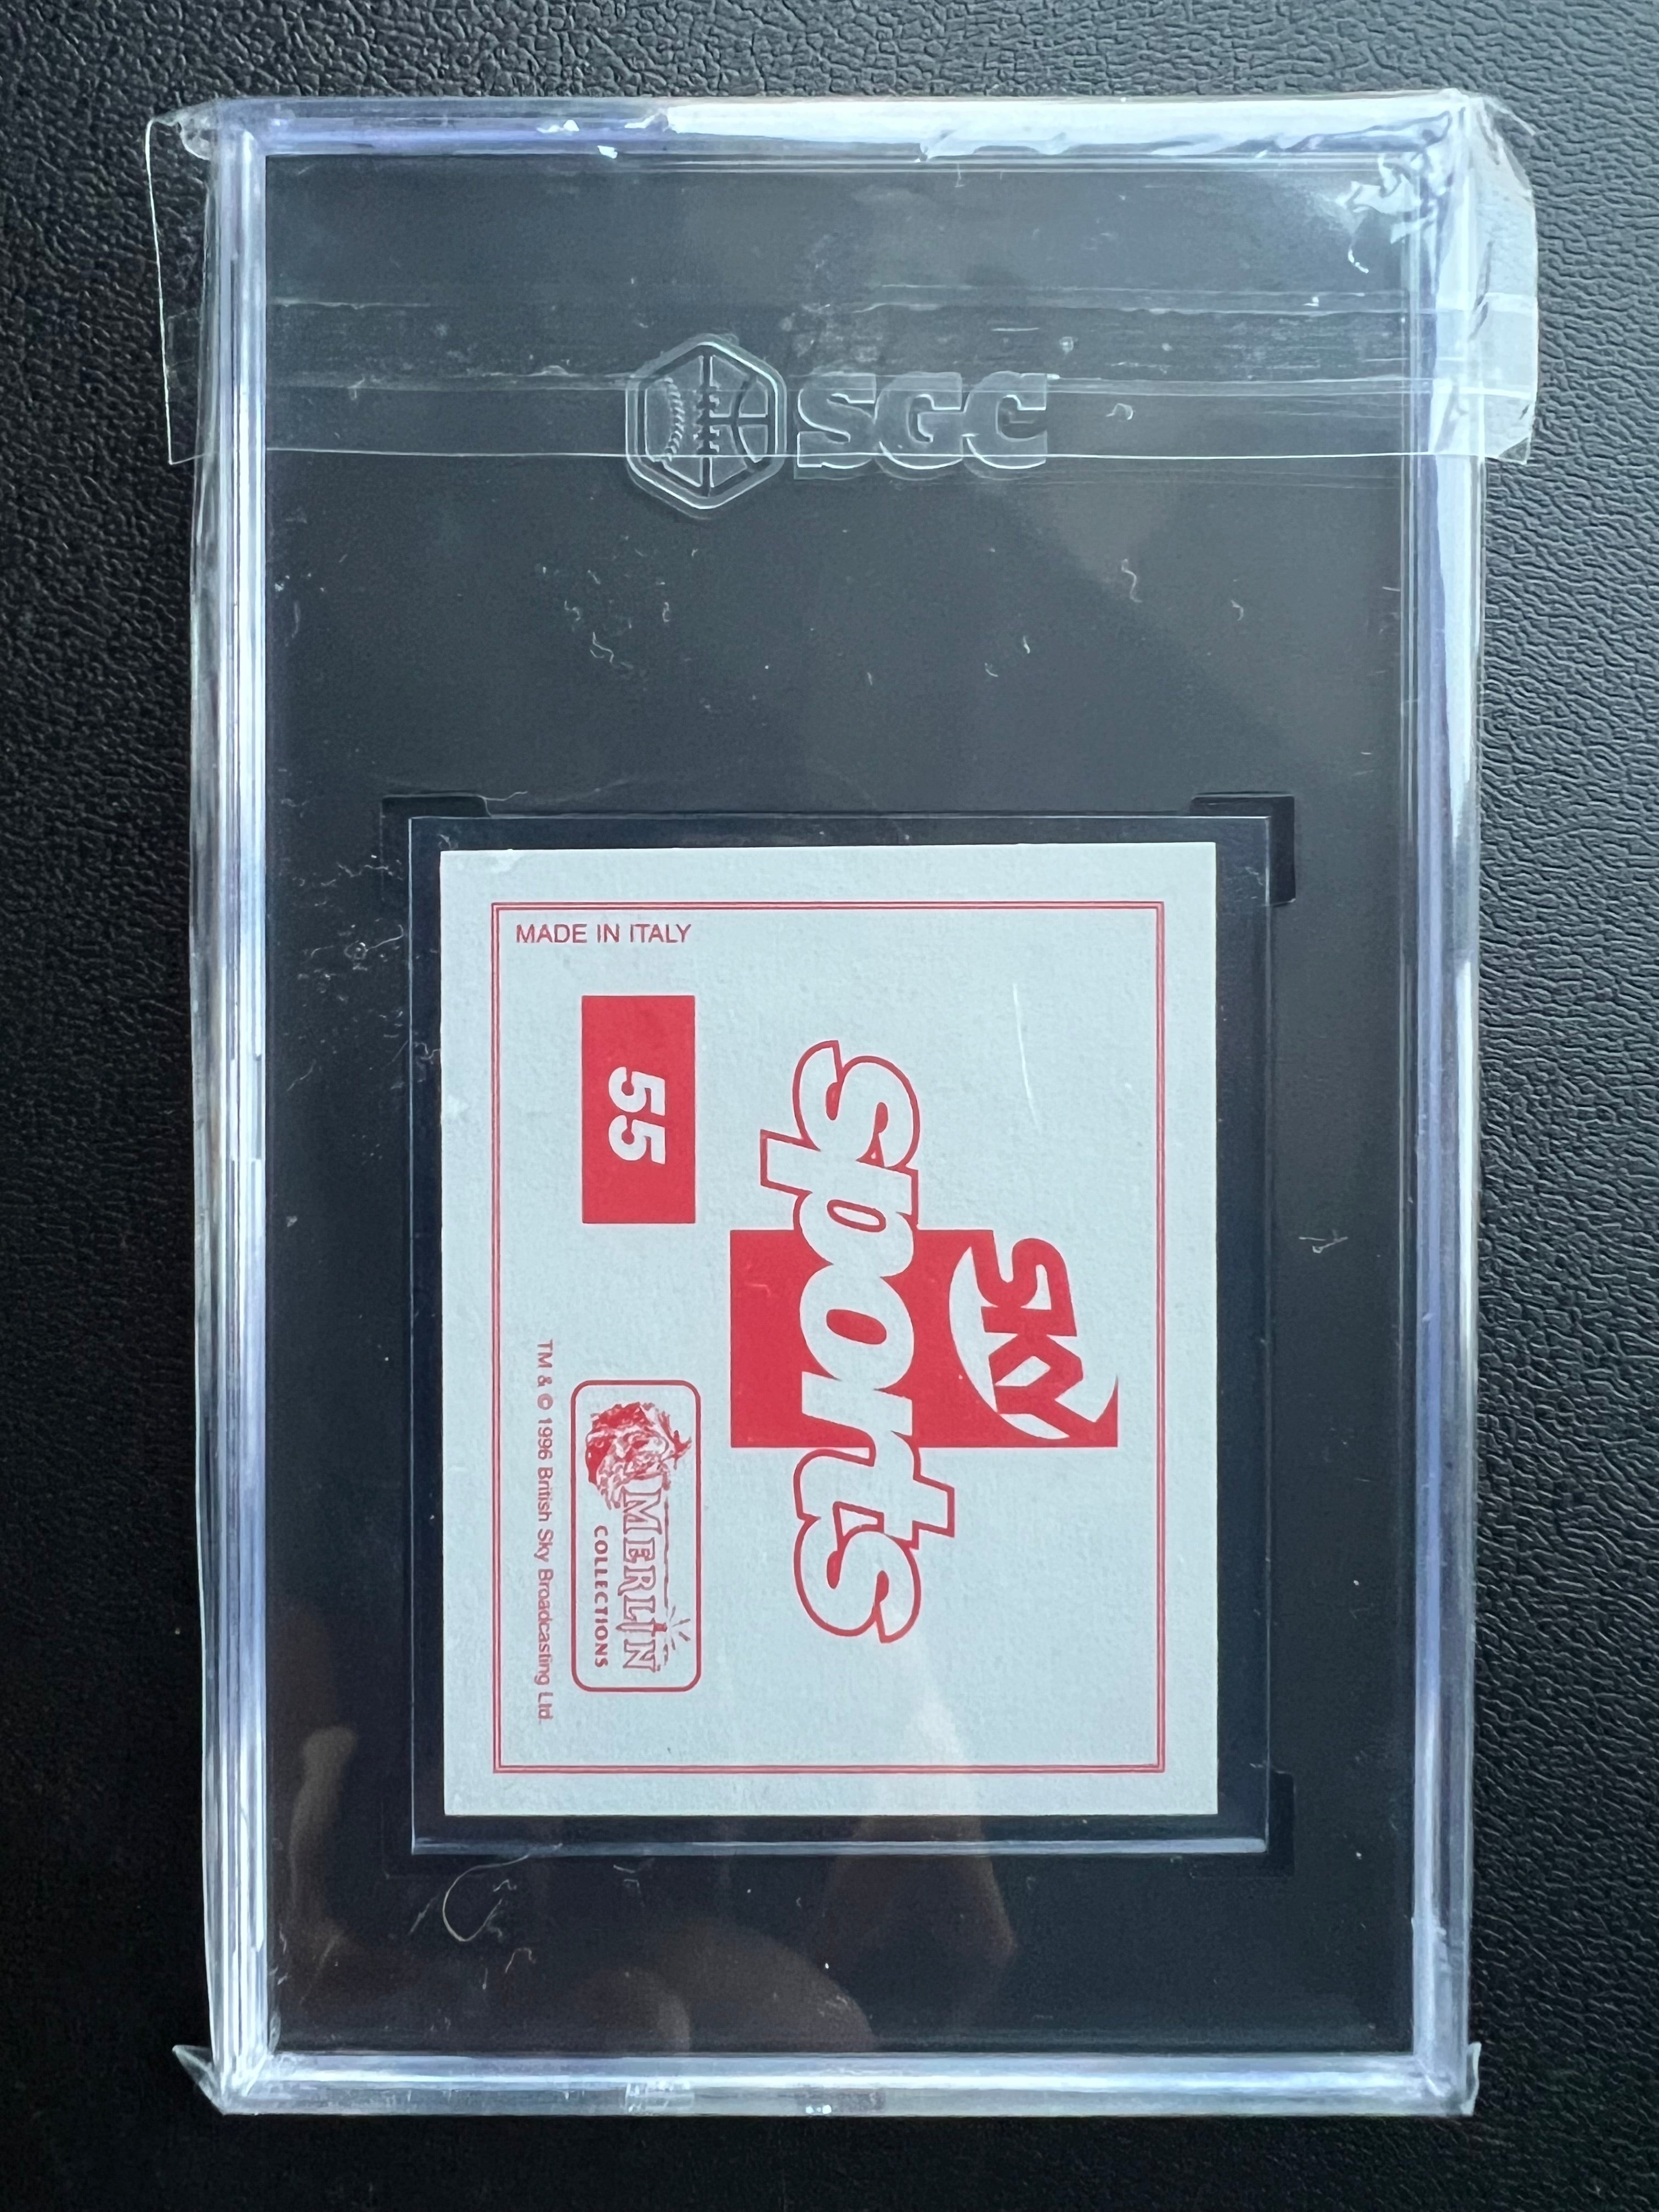 SGC
MADE IN ITALY
SKY
sports
55
MERLIN
COLLECTIONS
TM & © 1996 British Sky Broadcasting Ltd.